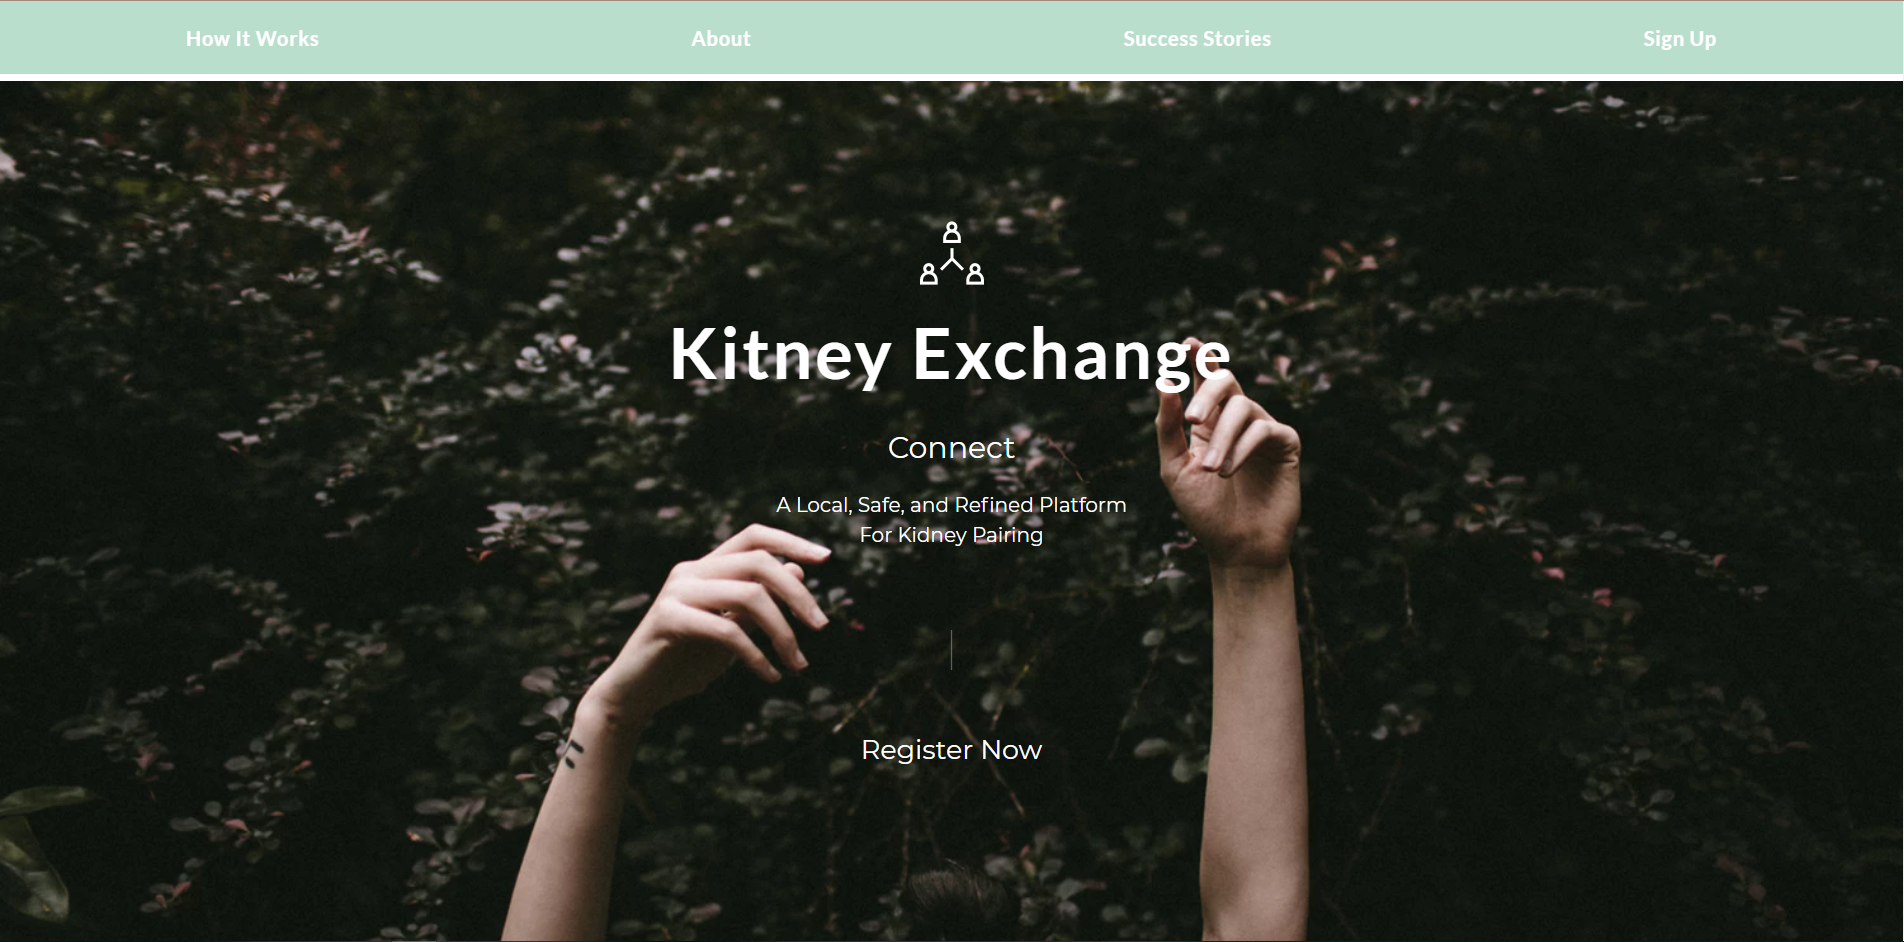 How It Works
About
Success Stories
Sign Up
Kitney Exchange
Connect
A Local, Safe, and Refined Platform
For Kidney Pairing
Register Now